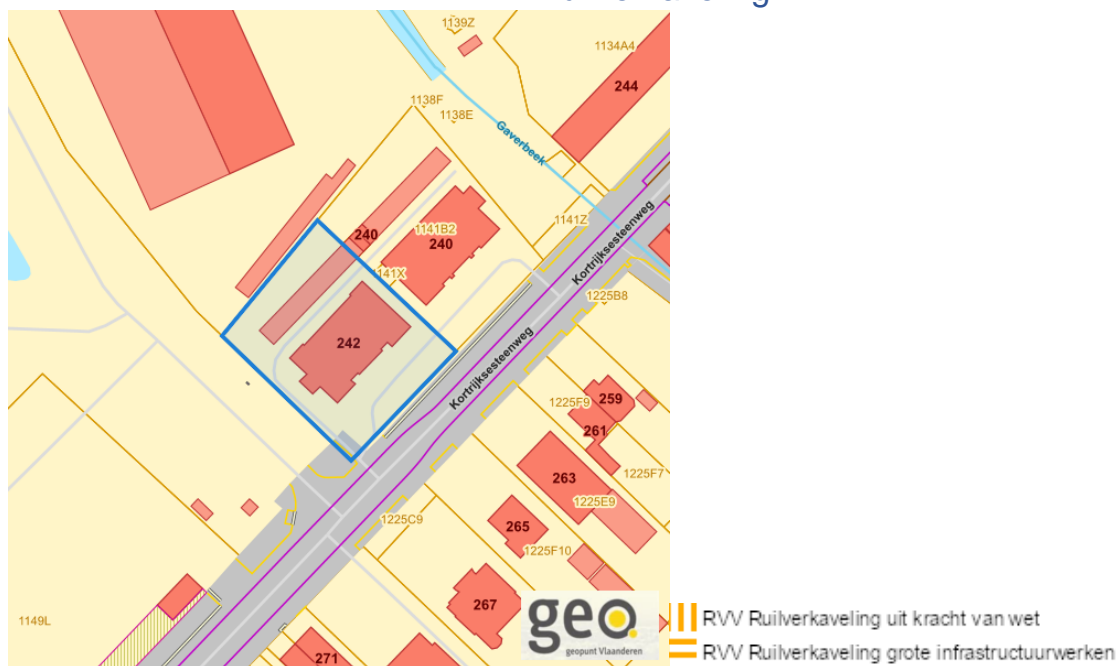 1139Z
1134A4
244
1138F
1138E
Gaverbeek
1141Z
240
1141B2
240
1141X
Kortrijksesteenweg
1225B8
242
Kortrijksesteenweg
1225F9
259
261
1225F7
263
1225E9
265
1225C9
1225F10
267
1149L
271
geo
geopunt Vlaanderen
RVV Ruilverkaveling uit kracht van wet
RVV Ruilverkaveling grote infrastructuurwerken